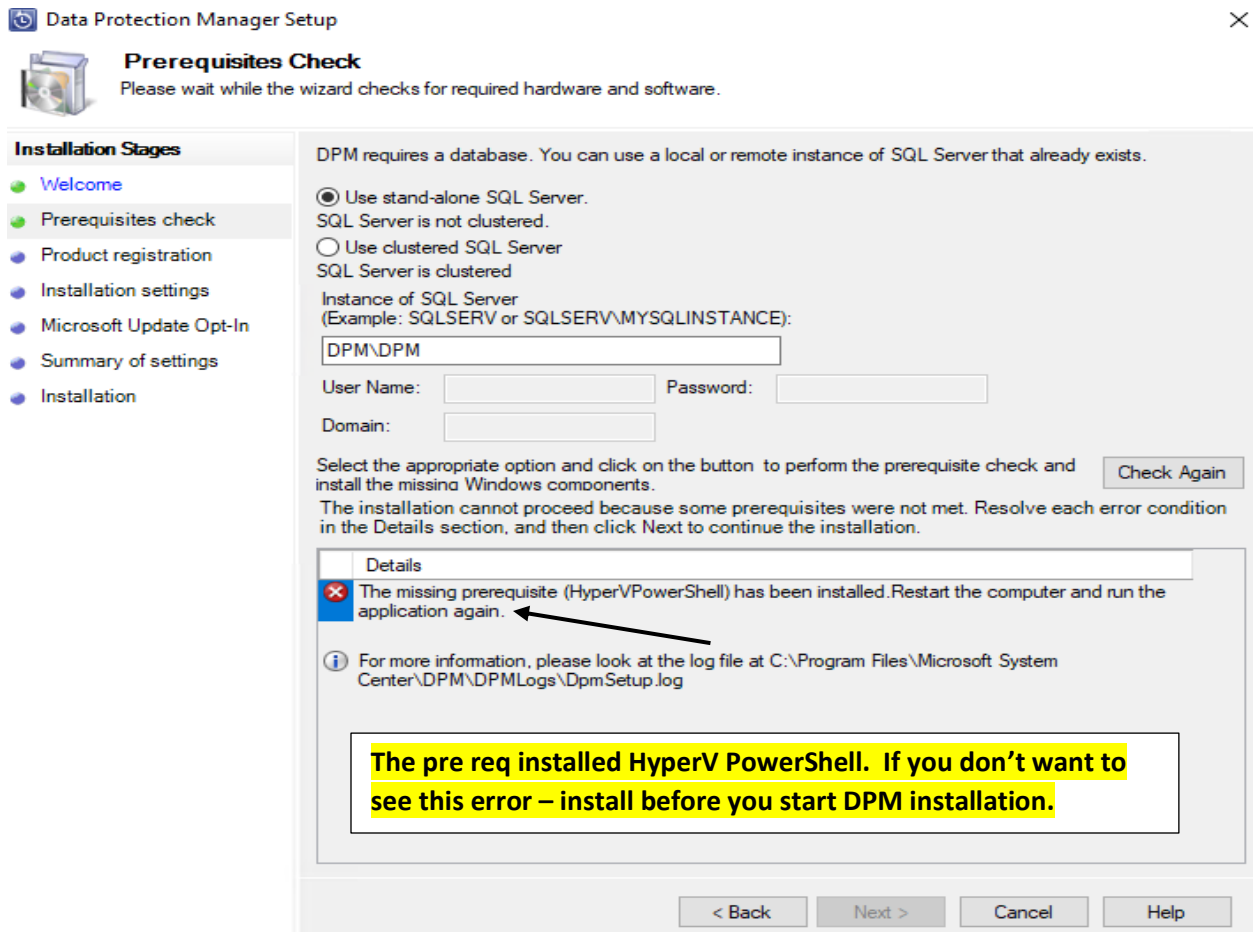 Data Protection Manager Setup
Prerequisites Check
Please wait while the wizard checks for required hardware and software.
Installation Stages
Welcome
Prerequisites check
Product registration
Installation settings
Microsoft Update Opt-In
Summary of settings
Installation
DPM requires a database. You can use a local or remote instance of SQL Server that already exists.
Use stand-alone SQL Server.
SQL Server is not clustered.
Use clustered SQL Server
SQL Server is clustered
Instance of SQL Server
(Example: SQLSERV or SQLSERV\MYSQLINSTANCE):
DPM\DPM
User Name:
Password:
Domain:
Select the appropriate option and click on the button to perform the prerequisite check and
install the missing Windows components.
Check Again
The installation cannot proceed because some prerequisites were not met. Resolve each error condition
in the Details section, and then click Next to continue the installation.
Details
The missing prerequisite (HyperVPowerShell) has been installed.Restart the computer and run the
application again.
For more information, please look at the log file at C:\Program Files\Microsoft System
Center\DPM\DPMLogs\DpmSetup.log
The pre req installed HyperV PowerShell. If you don’t want to
see this error – install before you start DPM installation.
< Back
Next >
Cancel
Help